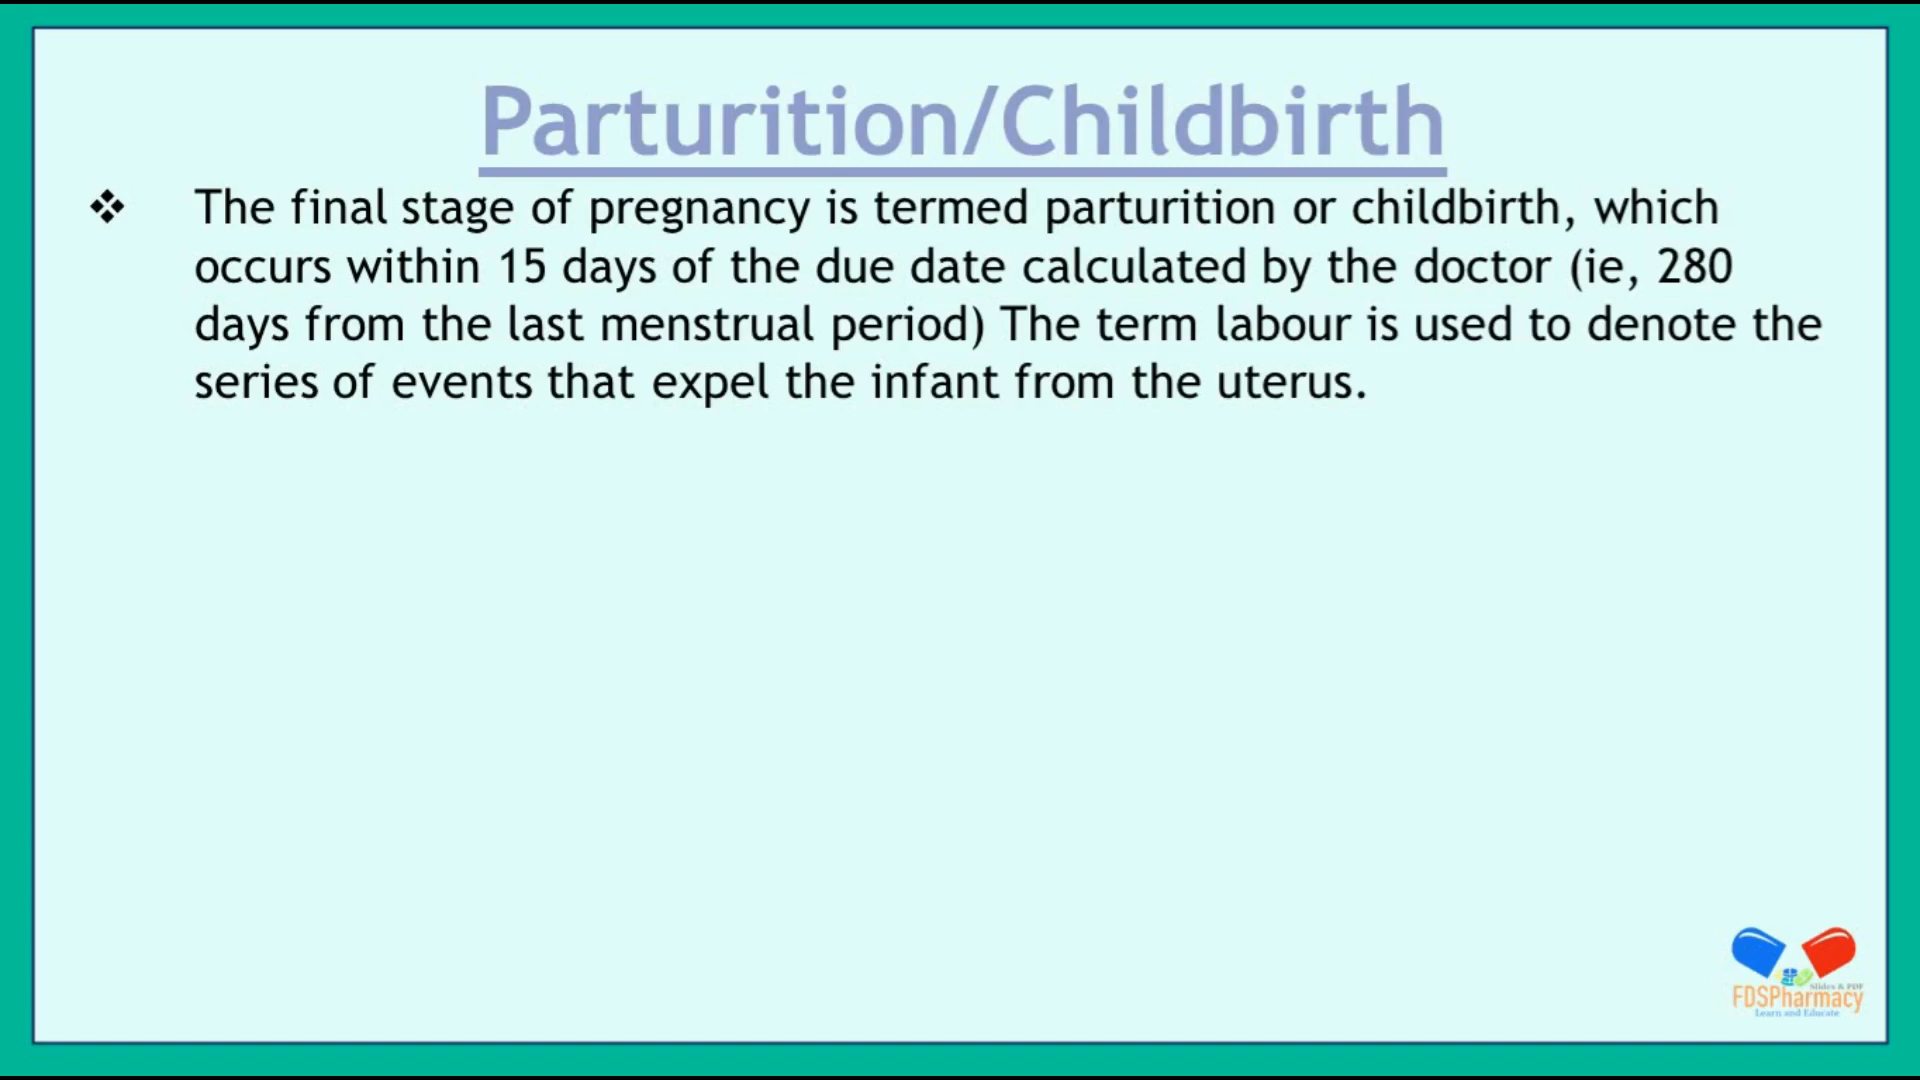 Parturition/Childbirth
❖ The final stage of pregnancy is termed parturition or childbirth, which
occurs within 15 days of the due date calculated by the doctor (ie, 280
days from the last menstrual period) The term labour is used to denote the
series of events that expel the infant from the uterus.
Slides & PDF
FDSPharmacy
Learn and Educate